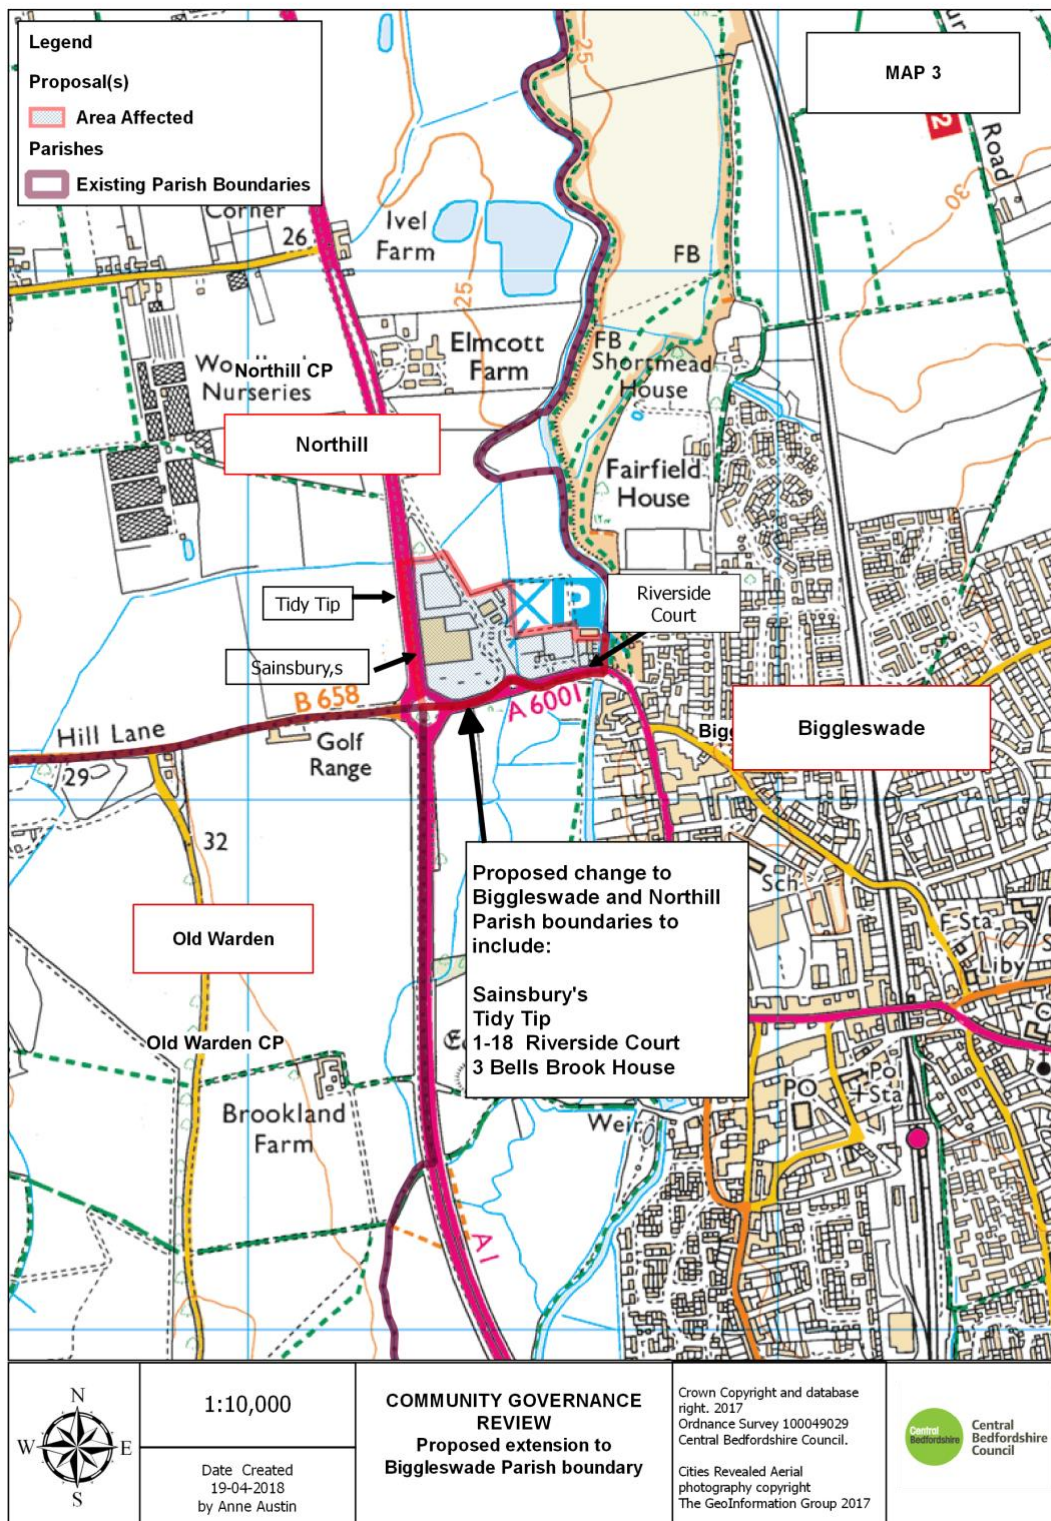 Legend
Proposal(s)
Area Affected
Parishes
Existing Parish Boundaries
MAP 3
2
Road
30
25
25
Corner
26
Ivel
Farm
FB
Elmcott
Farm
FB
Shortmead
House
Northill CP
Nurseries
Northill
Fairfield
House
Tidy Tip
P
Riverside
Court
Sainsbury,s
B 658
A 6001
Hill Lane
Golf
Range
29
32
Biggleswade
Old Warden
Proposed change to
Biggleswade and Northill
Parish boundaries to
include:
Sainsbury's
Tidy Tip
1-18 Riverside Court
3 Bells Brook House
Sch
F Sta
Liby
Old Warden CP
Brookland
Farm
Weir
PO
Po
Sta
A1
1:10,000
Date Created
19-04-2018
by Anne Austin
N
W E
S
COMMUNITY GOVERNANCE
REVIEW
Proposed extension to
Biggleswade Parish boundary
Crown Copyright and database
right. 2017
Ordnance Survey 100049029
Central Bedfordshire Council.
Cities Revealed Aerial
photography copyright
The GeoInformation Group 2017
Central
Bedfordshire
Central
Bedfordshire
Council